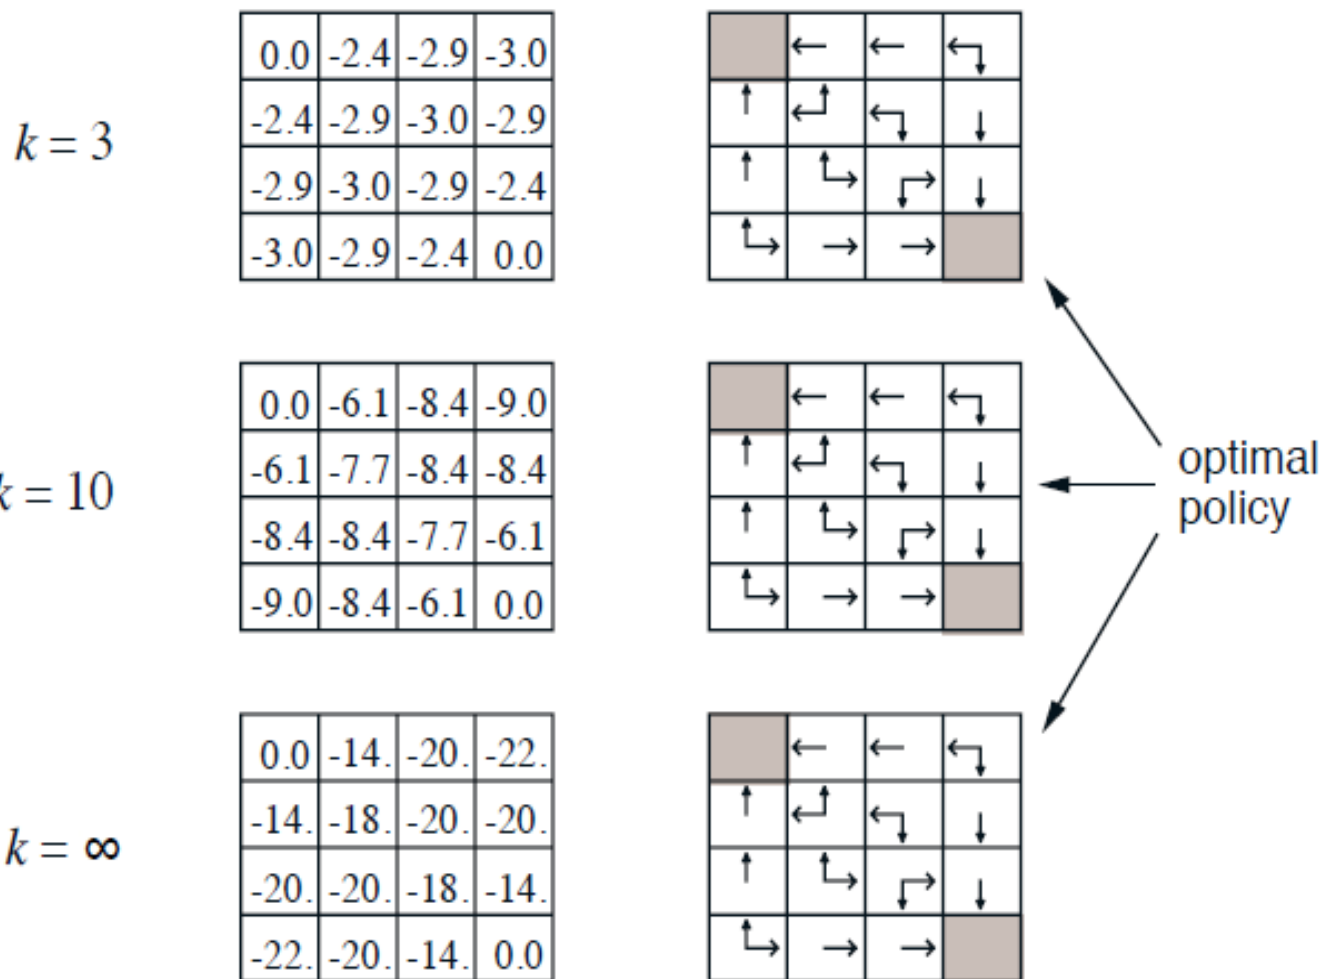 k = 3
0.0 -2.4 -2.9 -3.0
-2.4 -2.9 -3.0 -2.9
-2.9 -3.0 -2.9 -2.4
-3.0 -2.9 -2.4 0.0
k = 10
0.0 -6.1 -8.4 -9.0
-6.1 -7.7 -8.4 -8.4
-8.4 -8.4 -7.7 -6.1
-9.0 -8.4 -6.1 0.0
optimal
policy
k = ∞
0.0 -14. -20. -22.
-14. -18. -20. -20.
-20. -20. -18. -14.
-22. -20. -14. 0.0